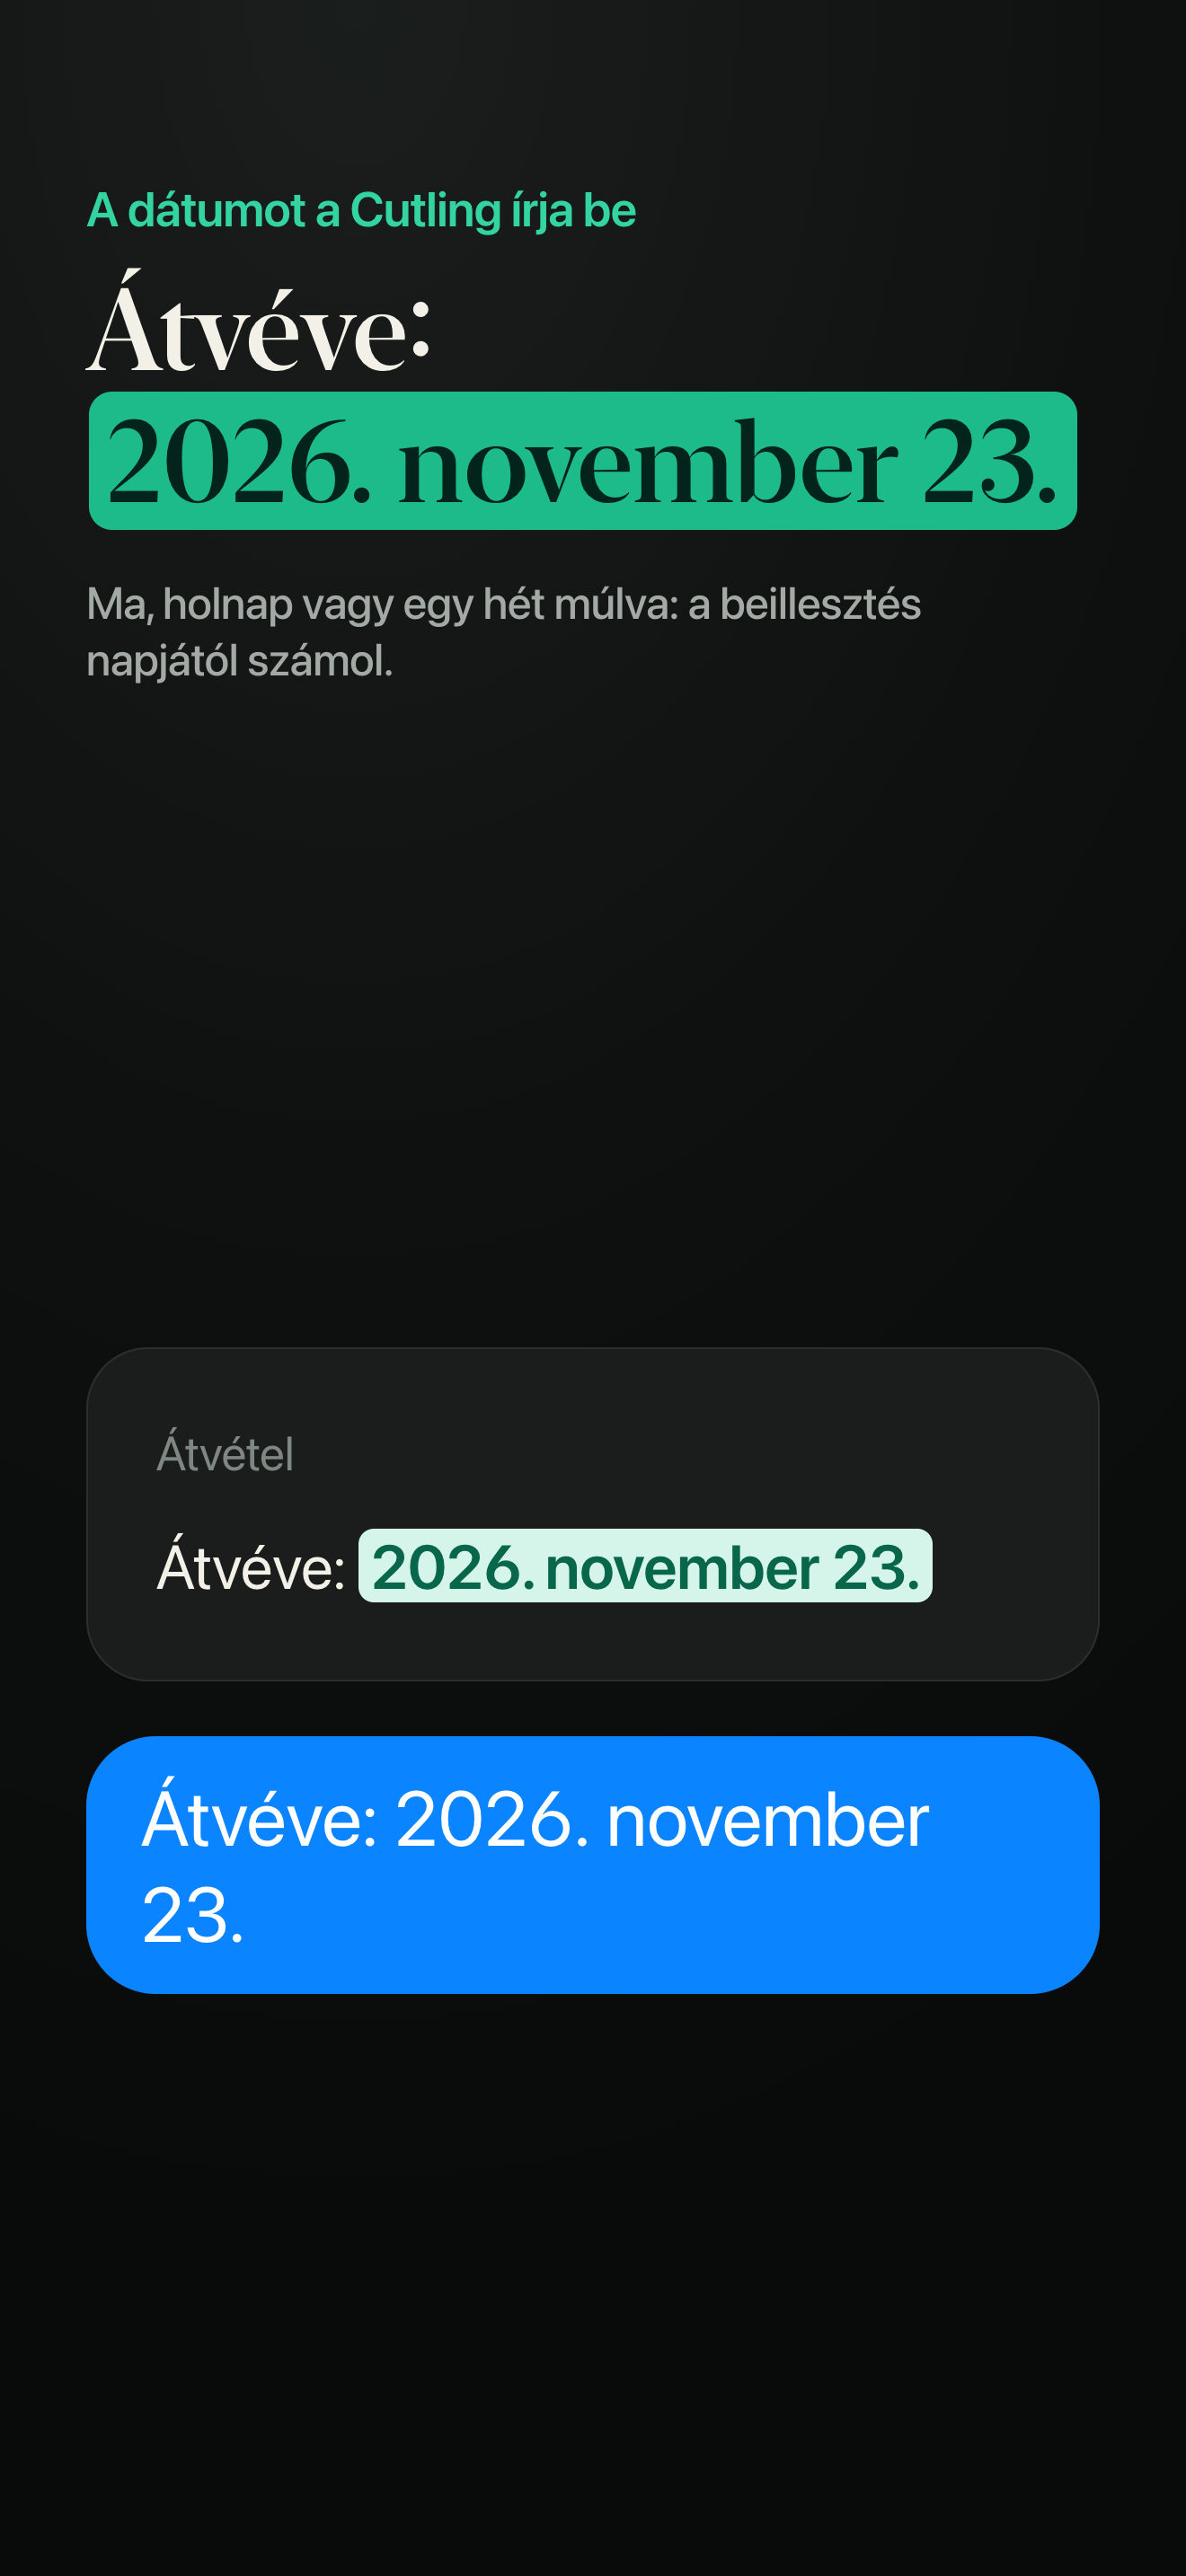 A dátumot a Cutling írja be
Átvéve:
2026. november 23.
Ma, holnap vagy egy hét múlva: a beillesztés
napjától számol.
Átvétel
Átvéve: 2026. november 23.
Átvéve: 2026. november
23.